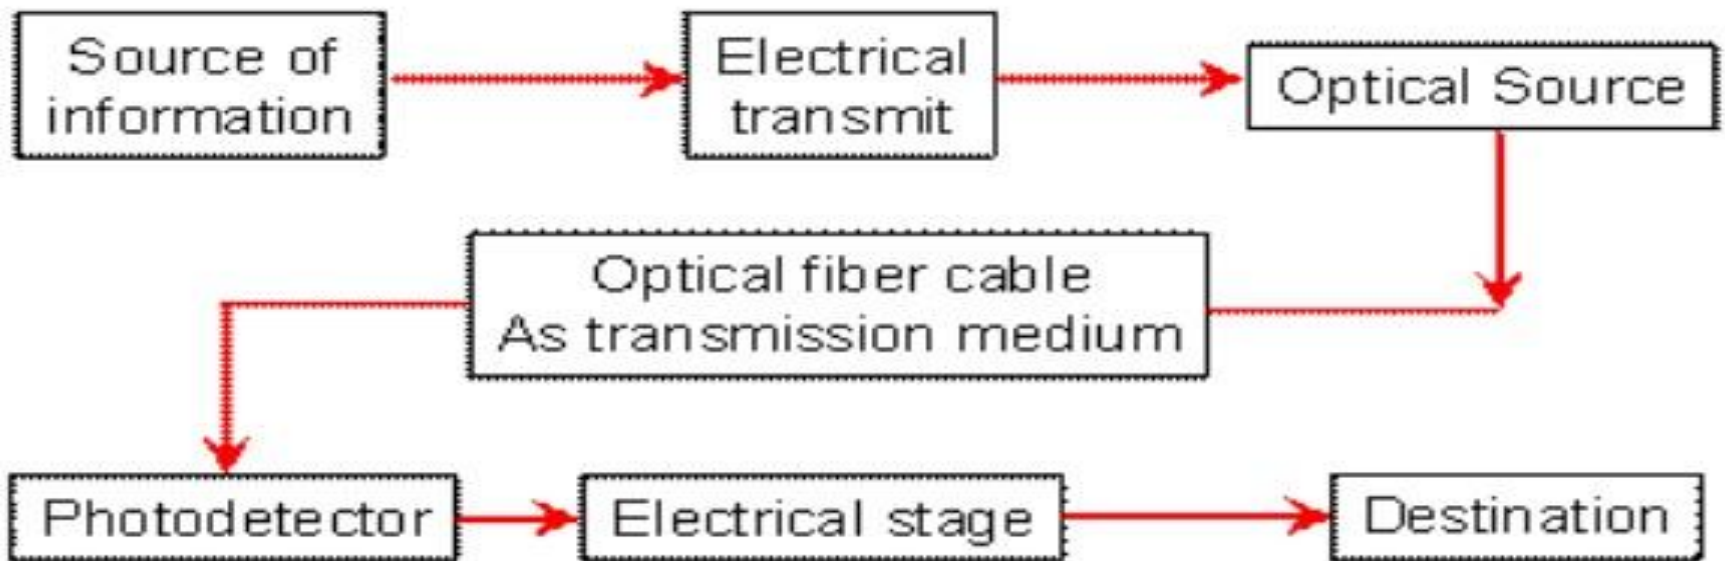 Source of
information
Electrical
transmit
Optical Source
Optical fiber cable
As transmission medium
Photodetector
Electrical stage
Destination